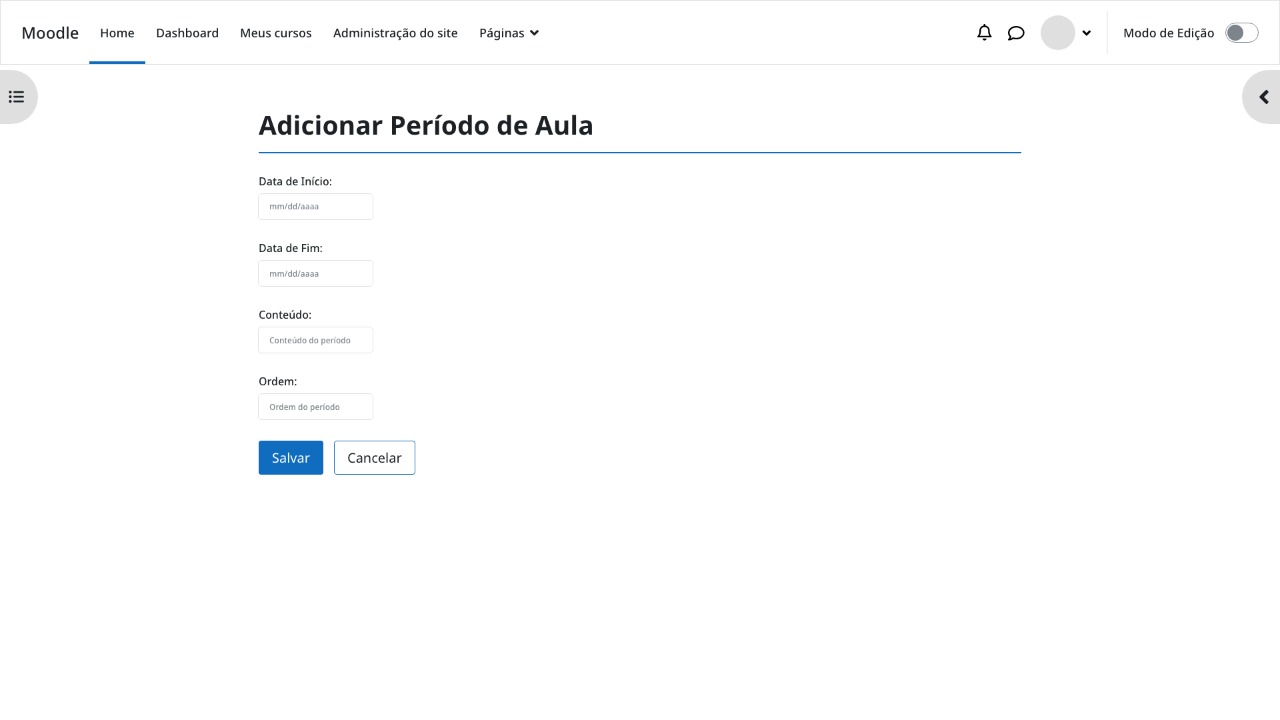 Moodle Home Dashboard Meus cursos Administração do site Páginas Modo de Edição
Adicionar Período de Aula
Data de Início:
mm/dd/aaaa
Data de Fim:
mm/dd/aaaa
Conteúdo:
Conteúdo do período
Ordem:
Ordem do período
Salvar Cancelar